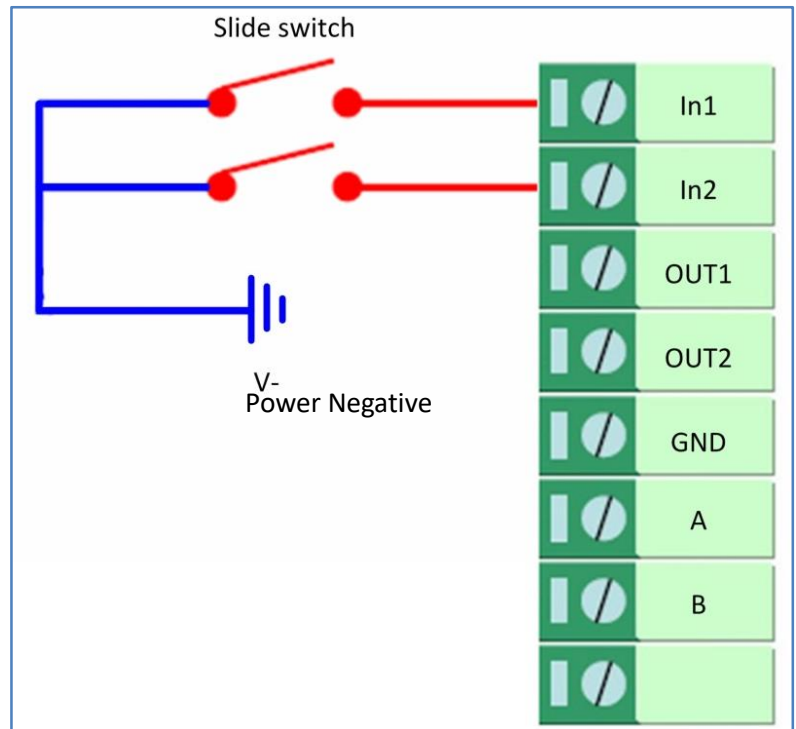 Slide switch
In1
In2
OUT1
V-
Power Negative
OUT2
GND
A
B